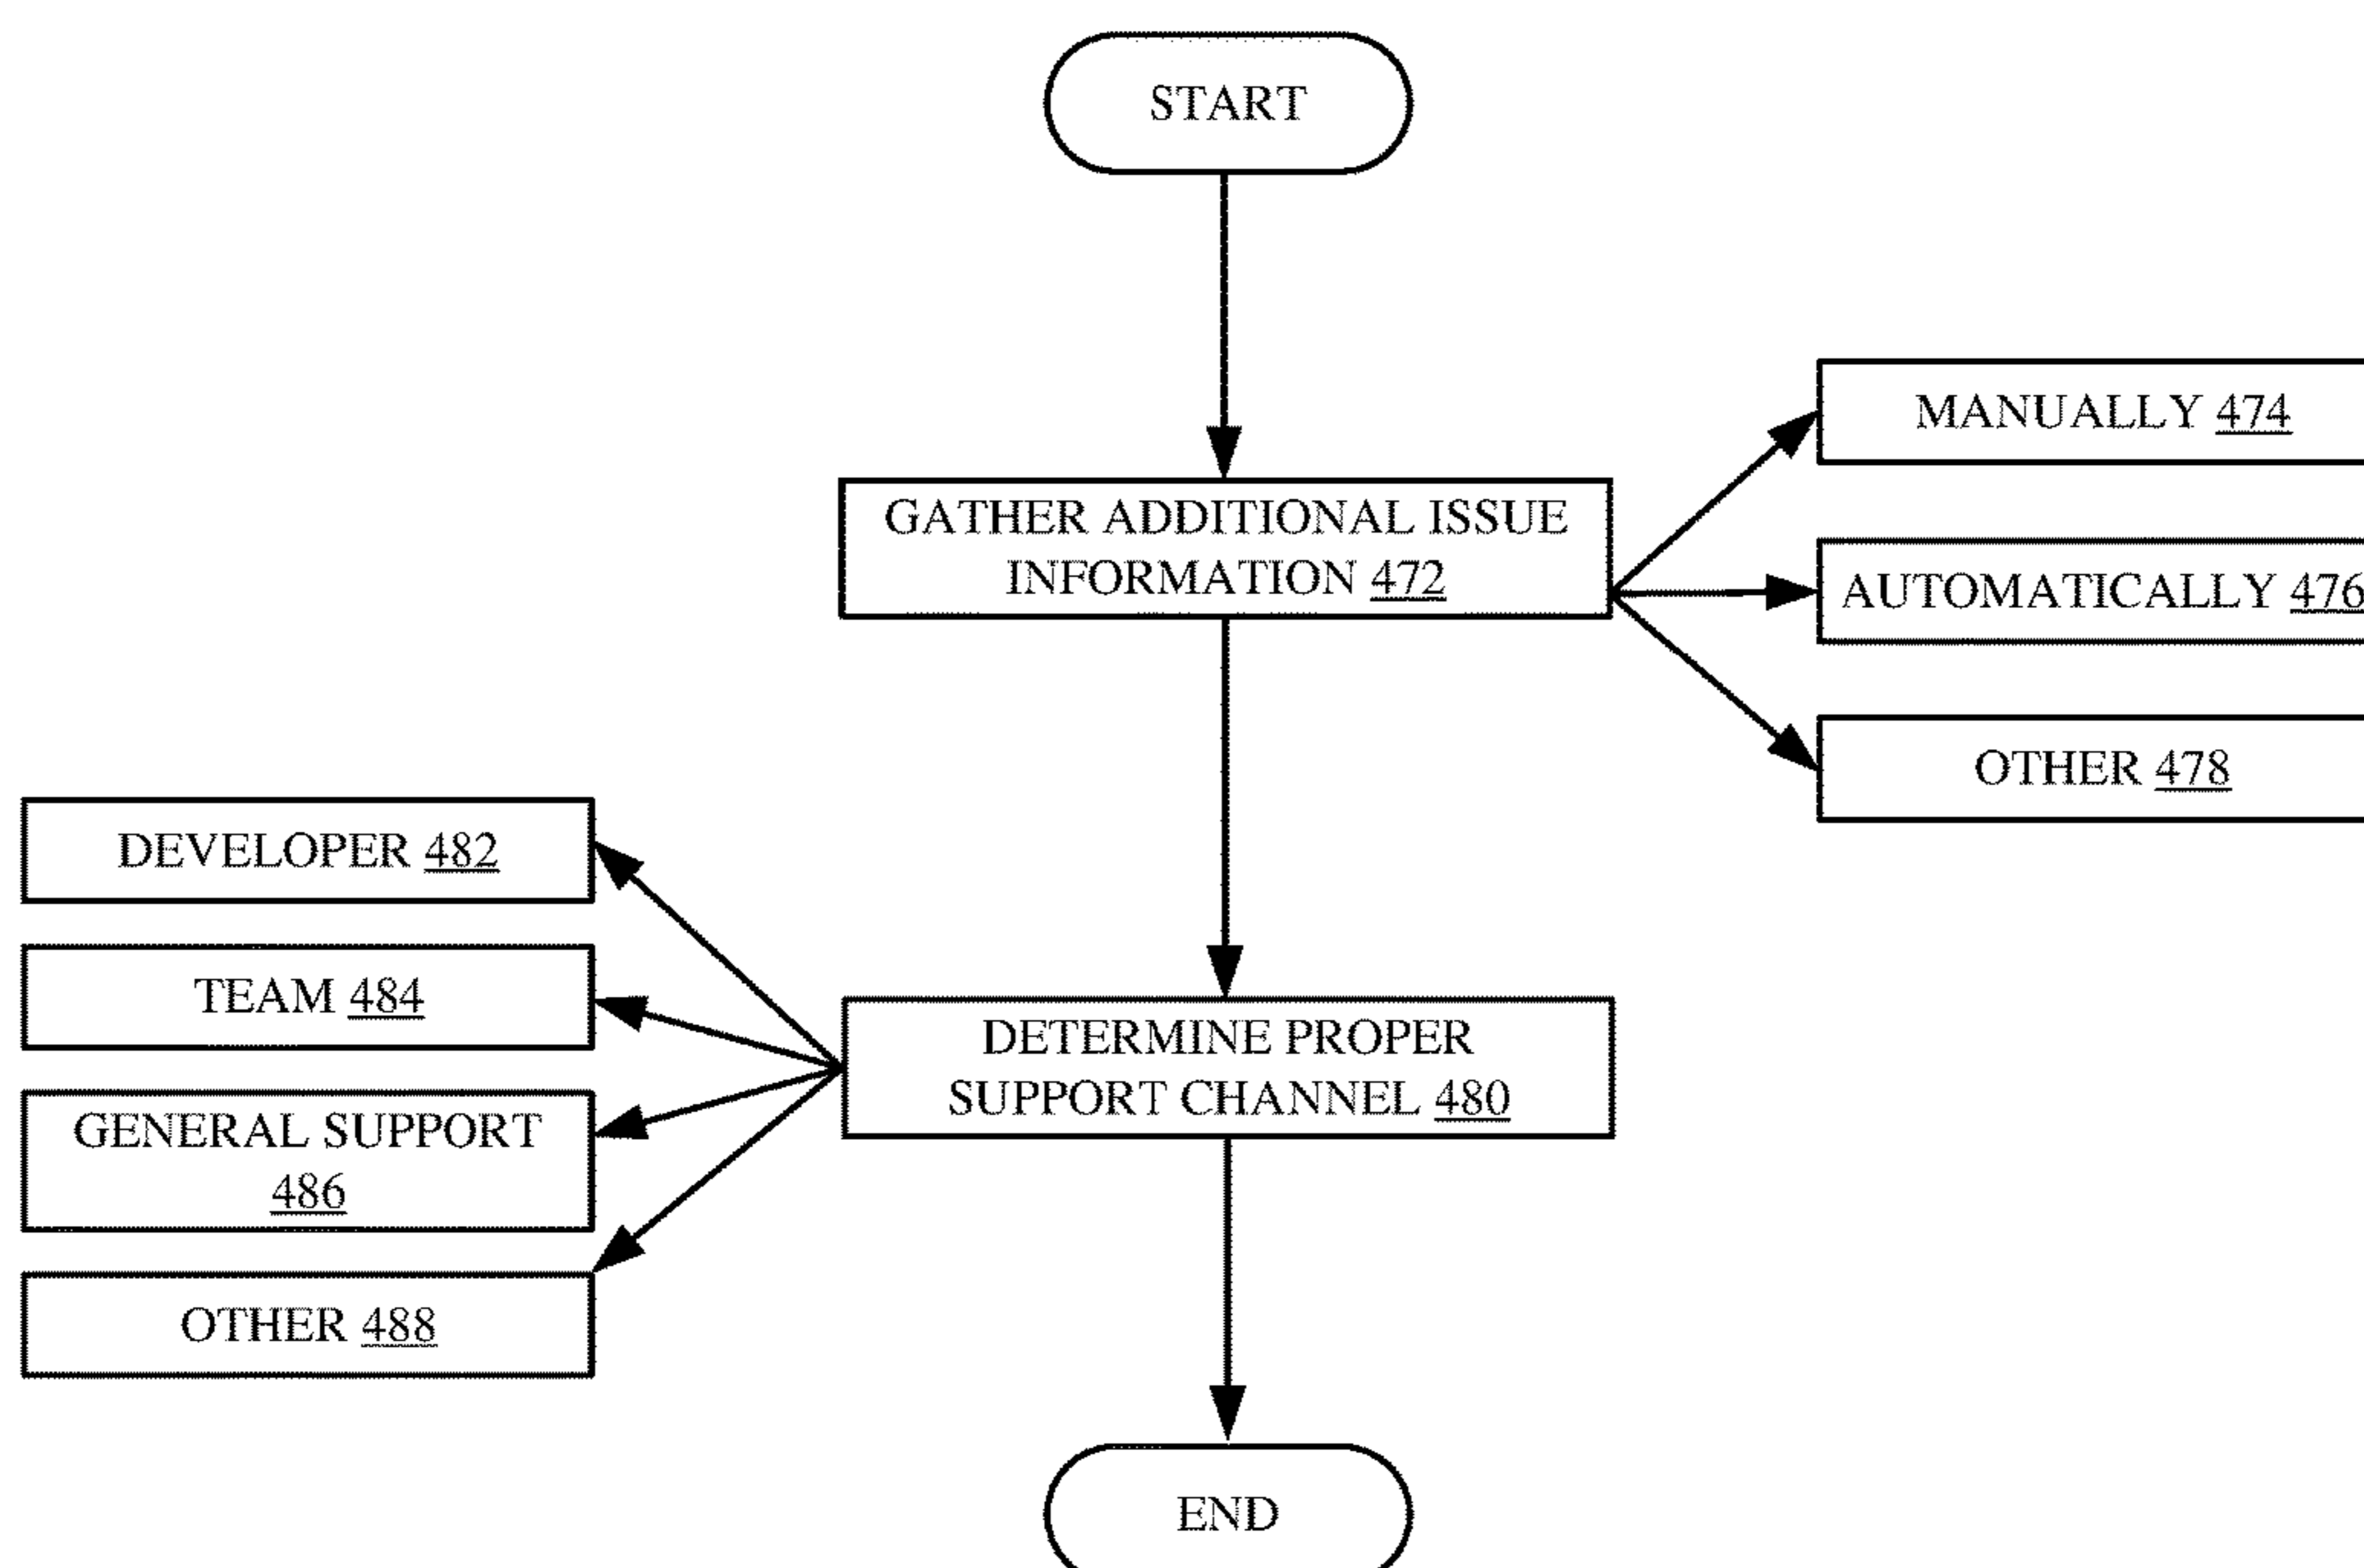 START
MANUALLY 474
GATHER ADDITIONAL ISSUE
INFORMATION 472
AUTOMATICALLY 476
OTHER 478
DEVELOPER 482
TEAM 484
DETERMINE PROPER
SUPPORT CHANNEL 480
GENERAL SUPPORT
486
OTHER 488
END